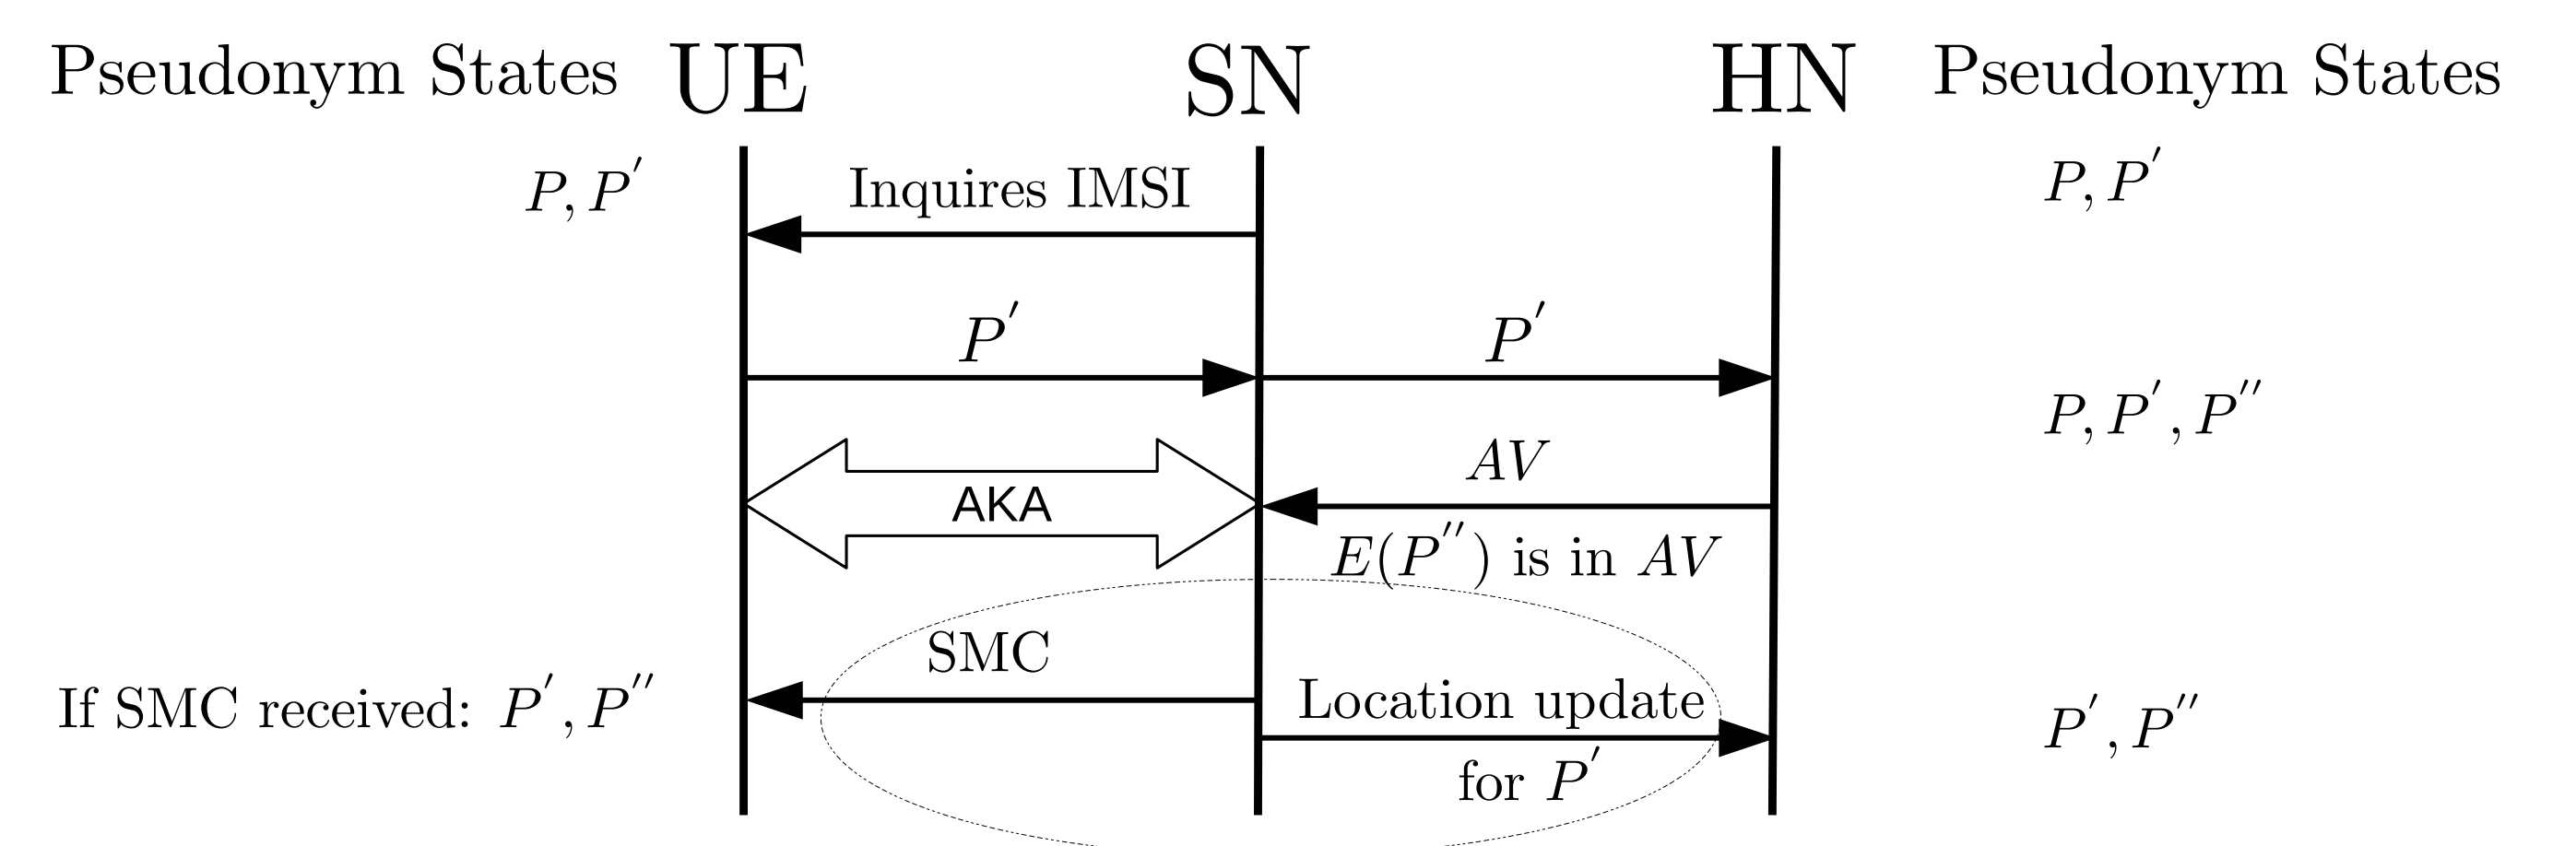 Pseudonym States UE SN HN Pseudonym States
P, P′ Inquires IMSI P, P′
P′ P′
P, P′, P″
AV
AKA
E(P″) is in AV
SMC
Location update
If SMC received: P′, P″ P′, P″
for P′